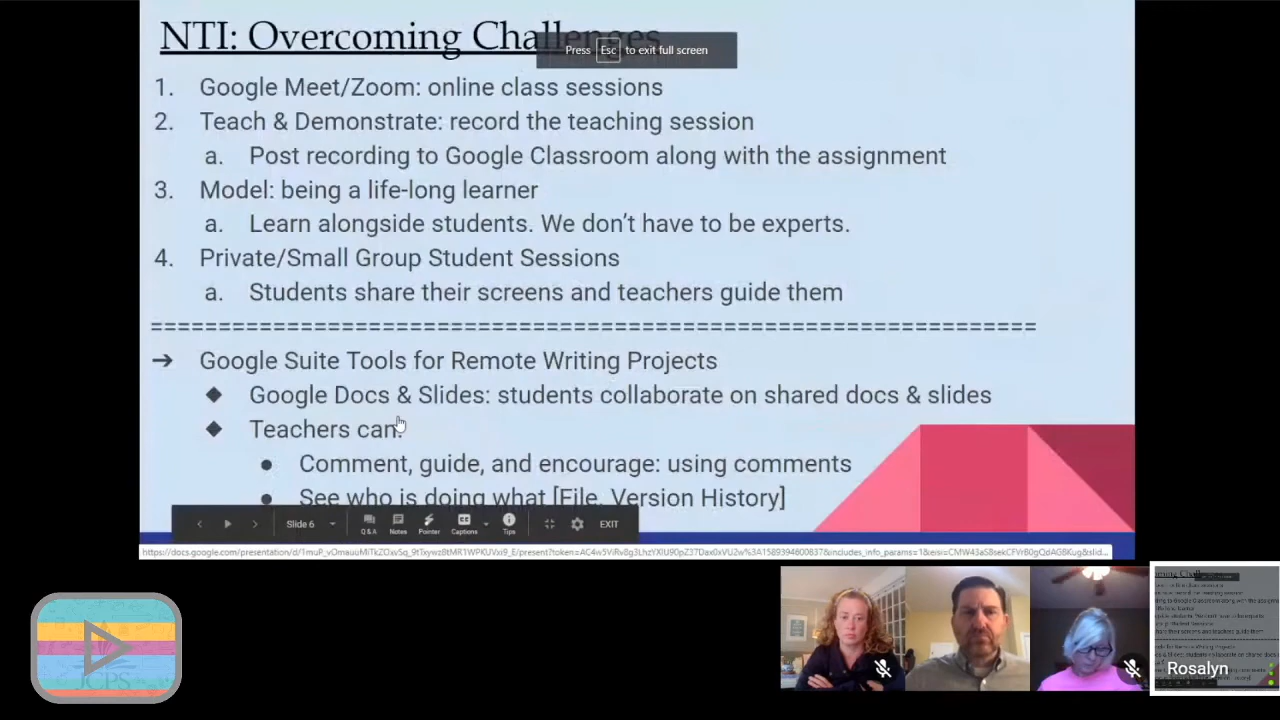 NTI: Overcoming Challenges
Press Esc to exit full screen
1. Google Meet/Zoom: online class sessions
2. Teach & Demonstrate: record the teaching session
a. Post recording to Google Classroom along with the assignment
3. Model: being a life-long learner
a. Learn alongside students. We don't have to be experts.
4. Private/Small Group Student Sessions
a. Students share their screens and teachers guide them
==================================================================
➔ Google Suite Tools for Remote Writing Projects
◆ Google Docs & Slides: students collaborate on shared docs & slides
◆ Teachers can:
● Comment, guide, and encourage: using comments
● See who is doing what [File, Version History]
Slide 6
Q & A
Notes
Pointer
Captions
Tips
EXIT
JCPS
Rosalyn